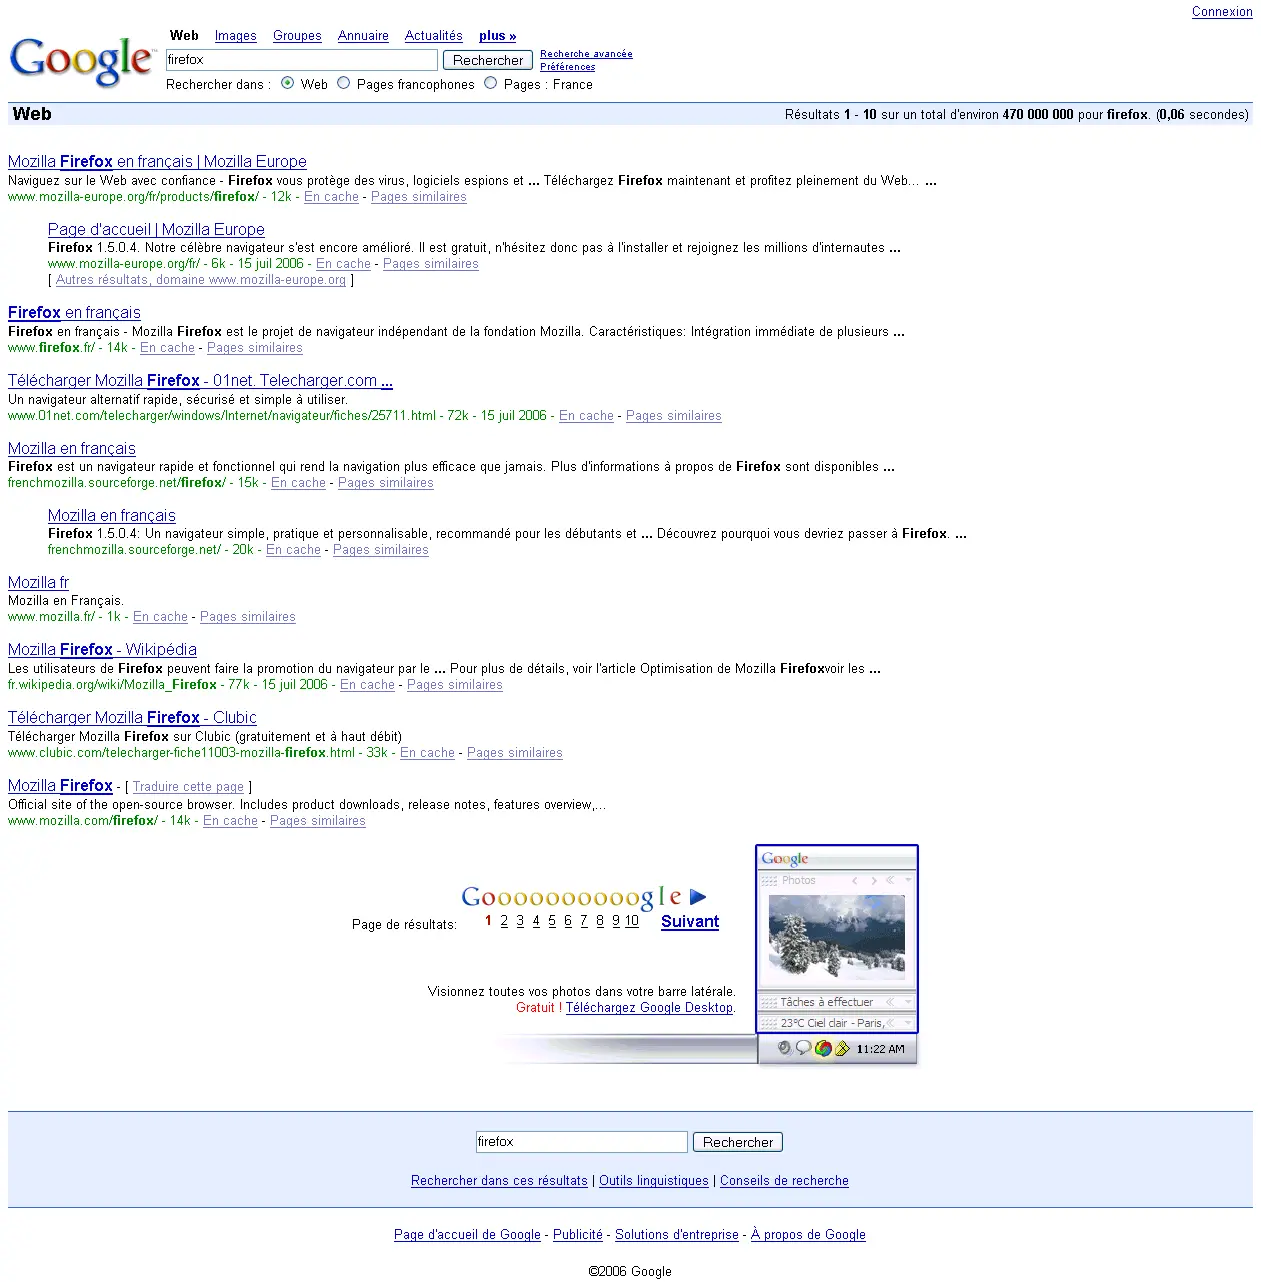 Connexion
Web Images Groupes Annuaire Actualités plus »
Google™
firefox Rechercher Recherche avancée
Préférences
Rechercher dans : Web Pages francophones Pages : France
Web Résultats 1 - 10 sur un total d'environ 470 000 000 pour firefox. (0,06 secondes)
Mozilla Firefox en français | Mozilla Europe
Naviguez sur le Web avec confiance - Firefox vous protège des virus, logiciels espions et ... Téléchargez Firefox maintenant et profitez pleinement du Web... ...
www.mozilla-europe.org/fr/products/firefox/ - 12k - En cache - Pages similaires
Page d'accueil | Mozilla Europe
Firefox 1.5.0.4. Notre célèbre navigateur s'est encore amélioré. Il est gratuit, n'hésitez donc pas à l'installer et rejoignez les millions d'internautes ...
www.mozilla-europe.org/fr/ - 6k - 15 juil 2006 - En cache - Pages similaires
[ Autres résultats, domaine www.mozilla-europe.org ]
Firefox en français
Firefox en français - Mozilla Firefox est le projet de navigateur indépendant de la fondation Mozilla. Caractéristiques: Intégration immédiate de plusieurs ...
www.firefox.fr/ - 14k - En cache - Pages similaires
Télécharger Mozilla Firefox - 01net. Telecharger.com ...
Un navigateur alternatif rapide, sécurisé et simple à utiliser.
www.01net.com/telecharger/windows/Internet/navigateur/fiches/25711.html - 72k - 15 juil 2006 - En cache - Pages similaires
Mozilla en français
Firefox est un navigateur rapide et fonctionnel qui rend la navigation plus efficace que jamais. Plus d'informations à propos de Firefox sont disponibles ...
frenchmozilla.sourceforge.net/firefox/ - 15k - En cache - Pages similaires
Mozilla en français
Firefox 1.5.0.4: Un navigateur simple, pratique et personnalisable, recommandé pour les débutants et ... Découvrez pourquoi vous devriez passer à Firefox. ...
frenchmozilla.sourceforge.net/ - 20k - En cache - Pages similaires
Mozilla fr
Mozilla en Français.
www.mozilla.fr/ - 1k - En cache - Pages similaires
Mozilla Firefox - Wikipédia
Les utilisateurs de Firefox peuvent faire la promotion du navigateur par le ... Pour plus de détails, voir l'article Optimisation de Mozilla Firefoxvoir les ...
fr.wikipedia.org/wiki/Mozilla_Firefox - 77k - 15 juil 2006 - En cache - Pages similaires
Télécharger Mozilla Firefox - Clubic
Télécharger Mozilla Firefox sur Clubic (gratuitement et à haut débit)
www.clubic.com/telecharger-fiche11003-mozilla-firefox.html - 33k - En cache - Pages similaires
Mozilla Firefox - [ Traduire cette page ]
Official site of the open-source browser. Includes product downloads, release notes, features overview,...
www.mozilla.com/firefox/ - 14k - En cache - Pages similaires
Google
Photos
Goooooooooogle
Page de résultats: 1 2 3 4 5 6 7 8 9 10 Suivant
Visionnez toutes vos photos dans votre barre latérale.
Gratuit ! Téléchargez Google Desktop.
Tâches à effectuer
23°C Ciel clair - Paris,
11:22 AM
firefox Rechercher
Rechercher dans ces résultats | Outils linguistiques | Conseils de recherche
Page d'accueil de Google - Publicité - Solutions d'entreprise - À propos de Google
©2006 Google